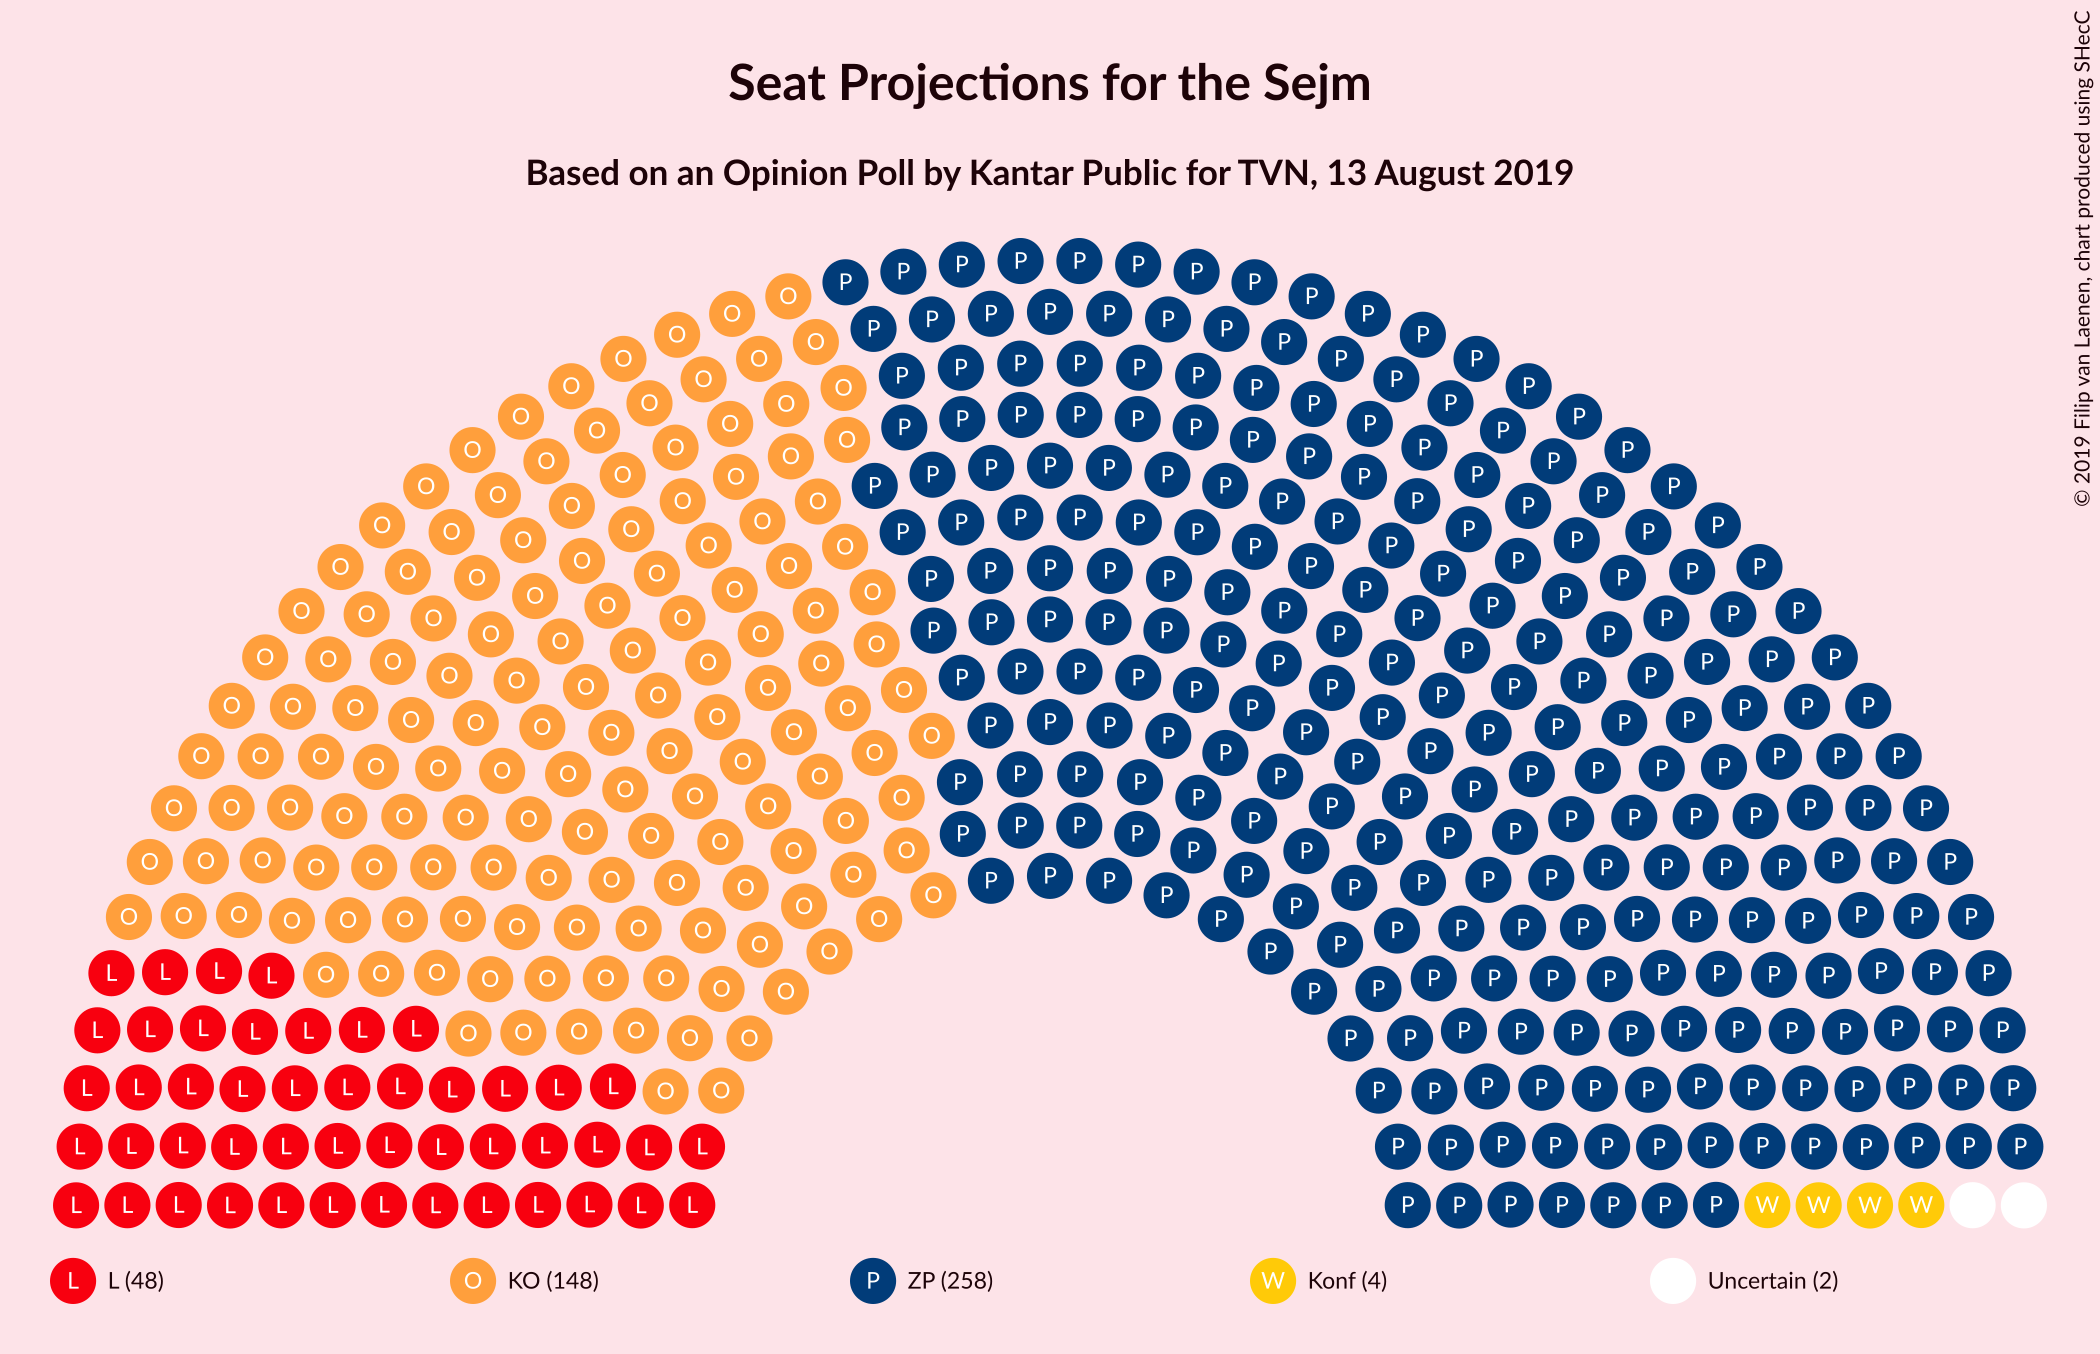 Seat Projections for the Sejm
Based on an Opinion Poll by Kantar Public for TVN, 13 August 2019
© 2019 Filip van Laenen, chart produced using SHecC
L L (48)
O KO (148)
P ZP (258)
W Konf (4)
Uncertain (2)